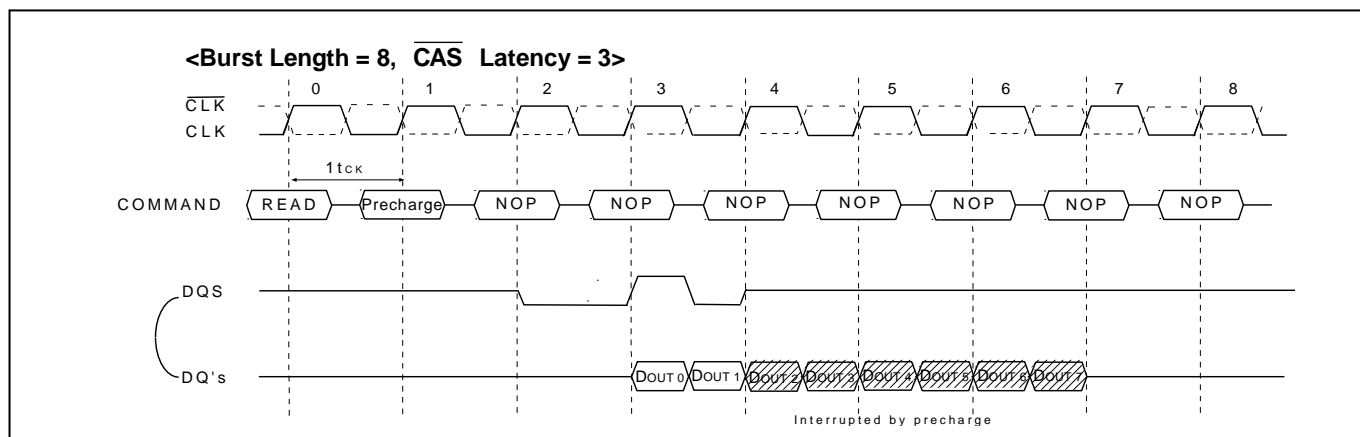 <Burst Length = 8, CAS Latency = 3>
0 1 2 3 4 5 6 7 8
CLK
CLK
1tCK
COMMAND READ Precharge NOP NOP NOP NOP NOP NOP NOP
DQS
DQ's DOUT 0 DOUT 1 DOUT 2 DOUT 3 DOUT 4 DOUT 5 DOUT 6 DOUT 7
Interrupted by precharge